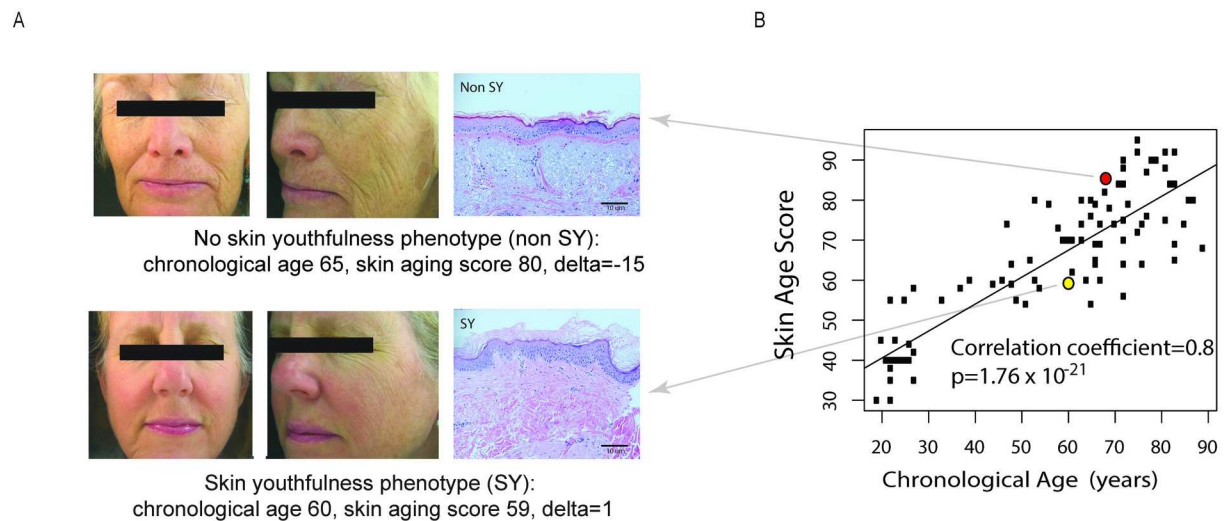 A
B
Non SY
10 um
No skin youthfulness phenotype (non SY):
chronological age 65, skin aging score 80, delta=-15
SY
10 um
Skin youthfulness phenotype (SY):
chronological age 60, skin aging score 59, delta=1
Skin Age Score
90
80
70
60
50
40
30
Correlation coefficient=0.8
p=1.76 x 10-21
20 30 40 50 60 70 80 90
Chronological Age (years)